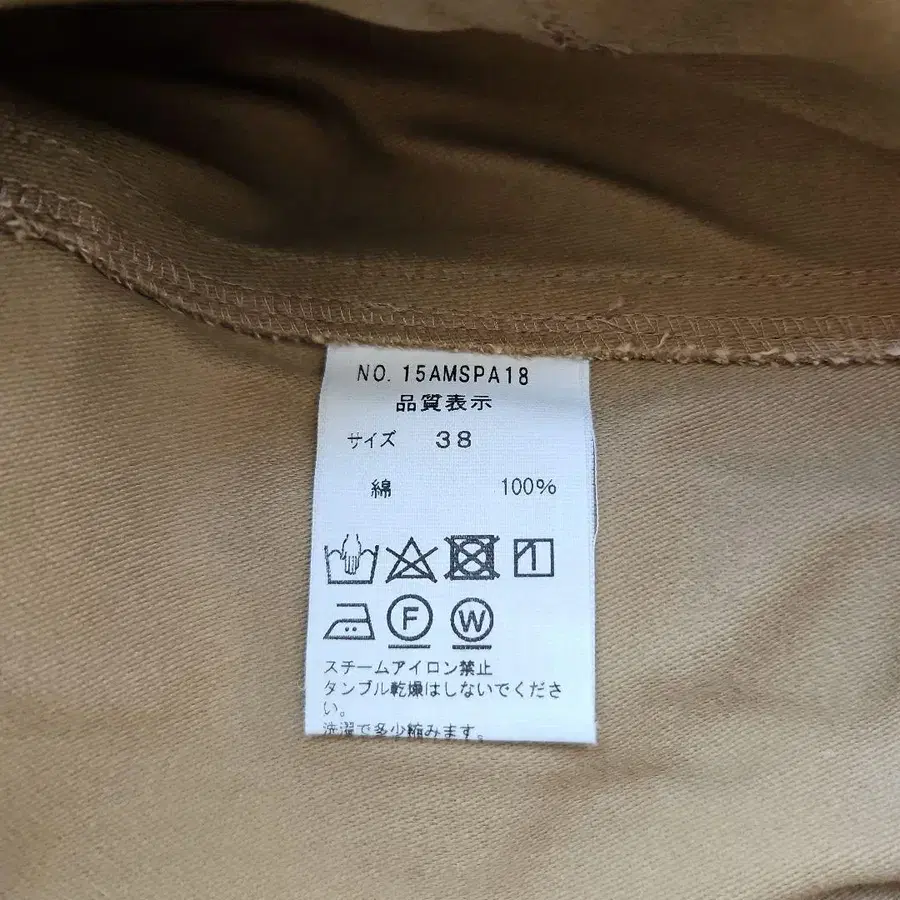 NO. 15AMSPA18
品質表示
サイズ 38
綿 100%
F W
スチームアイロン禁止
タンブル乾燥はしないでくださ
い。
洗濯で多少縮みます。